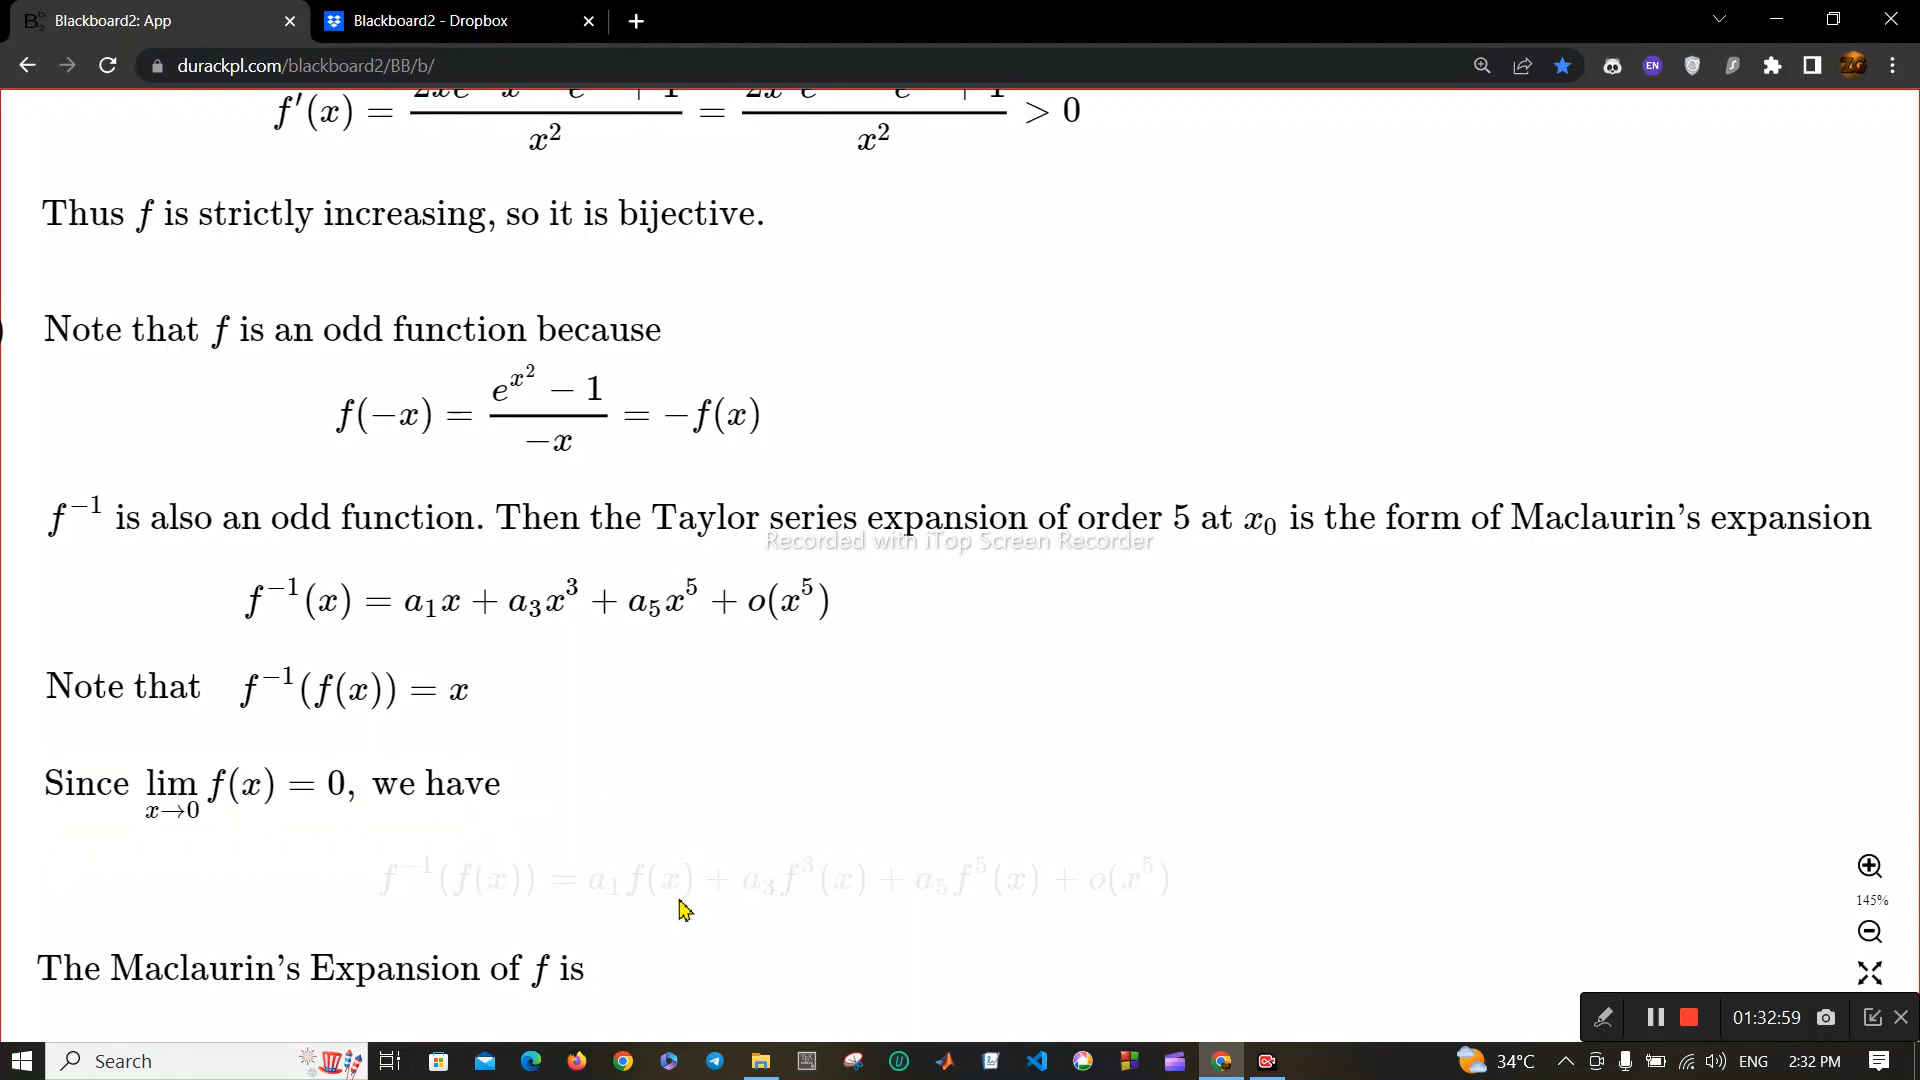 Blackboard2: App
Blackboard2 - Dropbox
durackpl.com/blackboard2/BB/b/
EN
f′(x) = / x² = / x² > 0
Thus f is strictly increasing, so it is bijective.
Note that f is an odd function because
f(−x) = (e^{x²} − 1)/(−x) = −f(x)
f⁻¹ is also an odd function. Then the Taylor series expansion of order 5 at x₀ is the form of Maclaurin's expansion
Recorded with iTop Screen Recorder
f⁻¹(x) = a₁x + a₃x³ + a₅x⁵ + o(x⁵)
Note that f⁻¹(f(x)) = x
Since lim_{x→0} f(x) = 0, we have
f⁻¹(f(x)) = a₁f(x) + a₃f³(x) + a₅f⁵(x) + o(x⁵)
145%
The Maclaurin's Expansion of f is
01:32:59
Search
34°C
ENG
2:32 PM